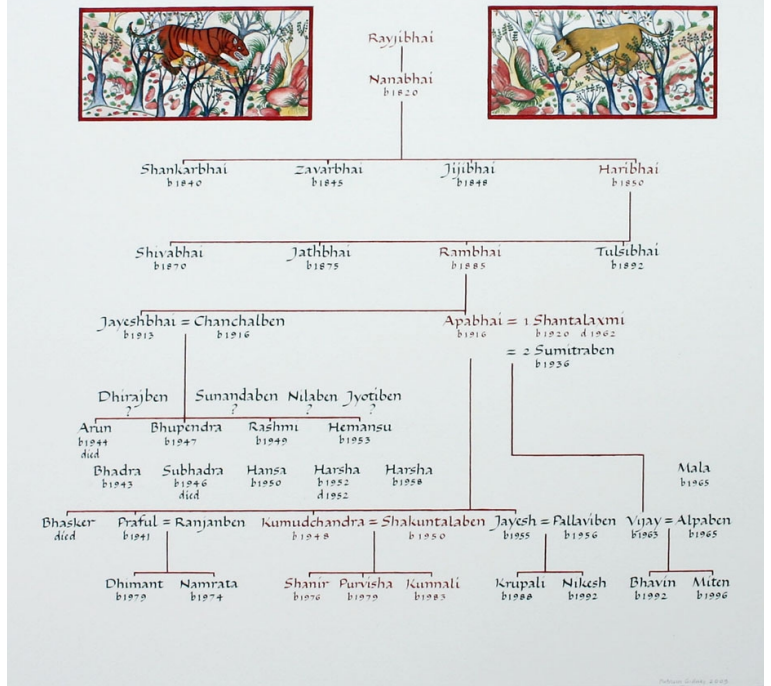 Rayjibhai
Nanabhai
b1820
Shankarbhai Zavarbhai Jijibhai Haribhai
b1840 b1845 b1848 b1850
Shivabhai Jathbhai Rambhai Tulsibhai
b1870 b1875 b1885 b1892
Jayeshbhai = Chanchalben Apabhai = 1 Shantalaxmi
b1913 b1916 b1916 b1920 d1962
= 2 Sumitraben
b1936
Dhirajben Sunandaben Nilaben Jyotiben
? ? ? ?
Arun Bhupendra Rashmi Hemansu
b1944 b1947 b1949 b1953
died
Bhadra Subhadra Hansa Harsha Harsha Mala
b1943 b1946 b1950 b1952 b1958 b1965
died d1952
Bhasker Praful = Ranjanben Kumudchandra = Shakuntalaben Jayesh = Pallaviben Vijay = Alpaben
died b1941 b1948 b1950 b1955 b1956 b1963 b1965
Dhimant Namrata Shanir Purvisha Kunnali Krupali Nikesh Bhavin Miten
b1979 b1974 b1976 b1979 b1983 b1988 b1992 b1992 b1996